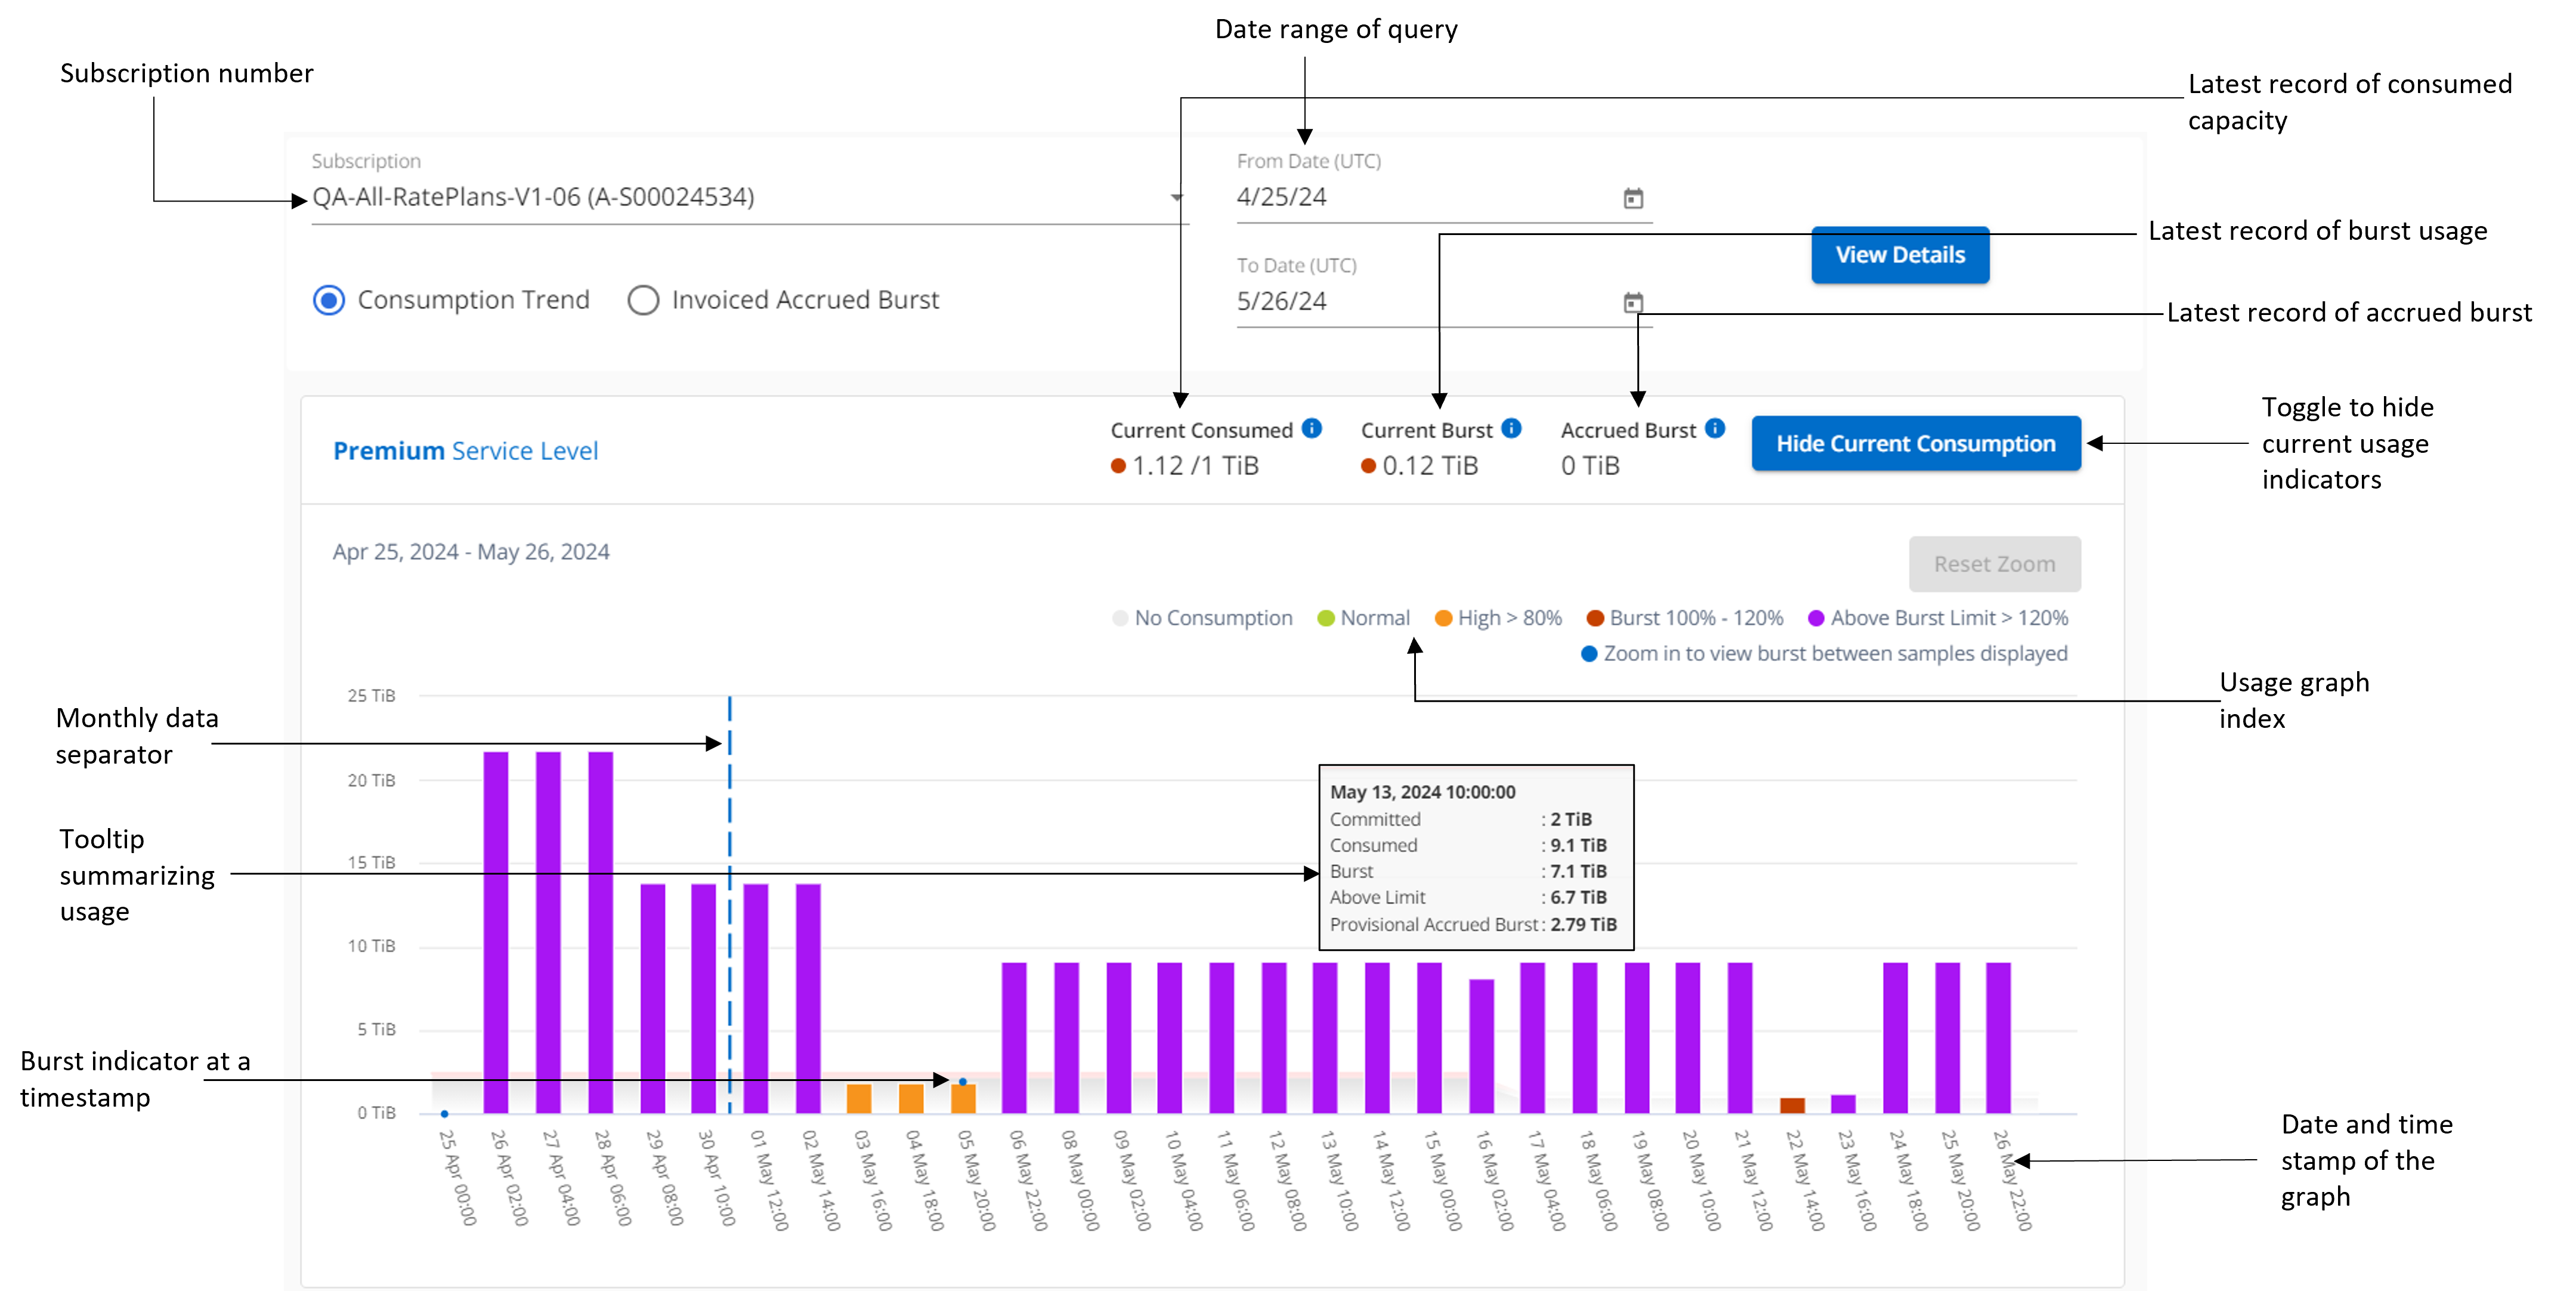 Date range of query
Subscription number
Latest record of consumed
capacity
Subscription
QA-All-RatePlans-V1-06 (A-S00024534)
From Date (UTC)
4/25/24
Latest record of burst usage
View Details
To Date (UTC)
5/26/24
Consumption Trend
Invoiced Accrued Burst
Latest record of accrued burst
Toggle to hide
current usage
indicators
Premium Service Level
Current Consumed
1.12 /1 TiB
Current Burst
0.12 TiB
Accrued Burst
0 TiB
Hide Current Consumption
Apr 25, 2024 - May 26, 2024
Reset Zoom
No Consumption
Normal
High > 80%
Burst 100% - 120%
Above Burst Limit > 120%
Zoom in to view burst between samples displayed
Usage graph
index
Monthly data
separator
Tooltip
summarizing
usage
Burst indicator at a
timestamp
25 TiB
20 TiB
15 TiB
10 TiB
5 TiB
0 TiB
May 13, 2024 10:00:00
Committed : 2 TiB
Consumed : 9.1 TiB
Burst : 7.1 TiB
Above Limit : 6.7 TiB
Provisional Accrued Burst : 2.79 TiB
25 Apr 00:00
26 Apr 02:00
27 Apr 04:00
28 Apr 06:00
29 Apr 08:00
30 Apr 10:00
01 May 12:00
02 May 14:00
03 May 16:00
04 May 18:00
05 May 20:00
06 May 22:00
08 May 00:00
09 May 02:00
10 May 04:00
11 May 06:00
12 May 08:00
13 May 10:00
14 May 12:00
15 May 00:00
16 May 02:00
17 May 04:00
18 May 06:00
19 May 08:00
20 May 10:00
21 May 12:00
22 May 14:00
23 May 16:00
24 May 18:00
25 May 20:00
26 May 22:00
Date and time
stamp of the
graph